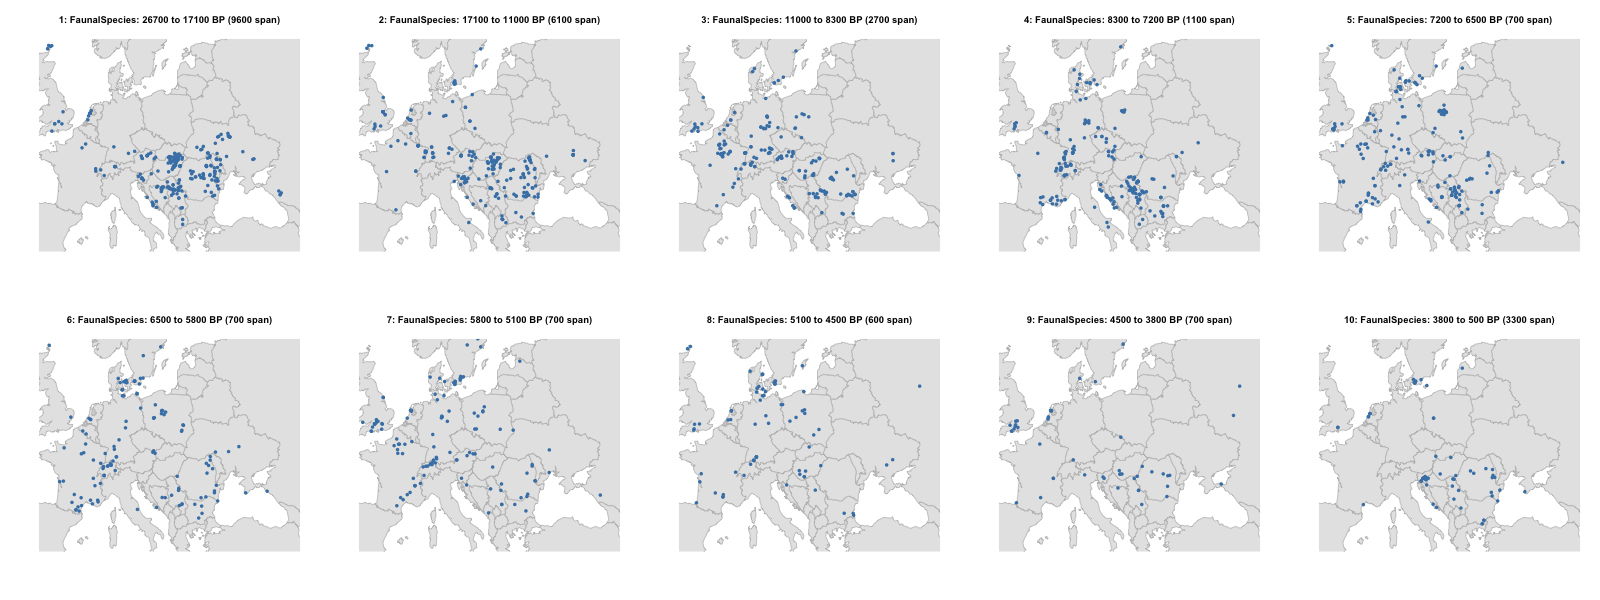 1: FaunalSpecies: 26700 to 17100 BP (9600 span)
2: FaunalSpecies: 17100 to 11000 BP (6100 span)
3: FaunalSpecies: 11000 to 8300 BP (2700 span)
4: FaunalSpecies: 8300 to 7200 BP (1100 span)
5: FaunalSpecies: 7200 to 6500 BP (700 span)
6: FaunalSpecies: 6500 to 5800 BP (700 span)
7: FaunalSpecies: 5800 to 5100 BP (700 span)
8: FaunalSpecies: 5100 to 4500 BP (600 span)
9: FaunalSpecies: 4500 to 3800 BP (700 span)
10: FaunalSpecies: 3800 to 500 BP (3300 span)